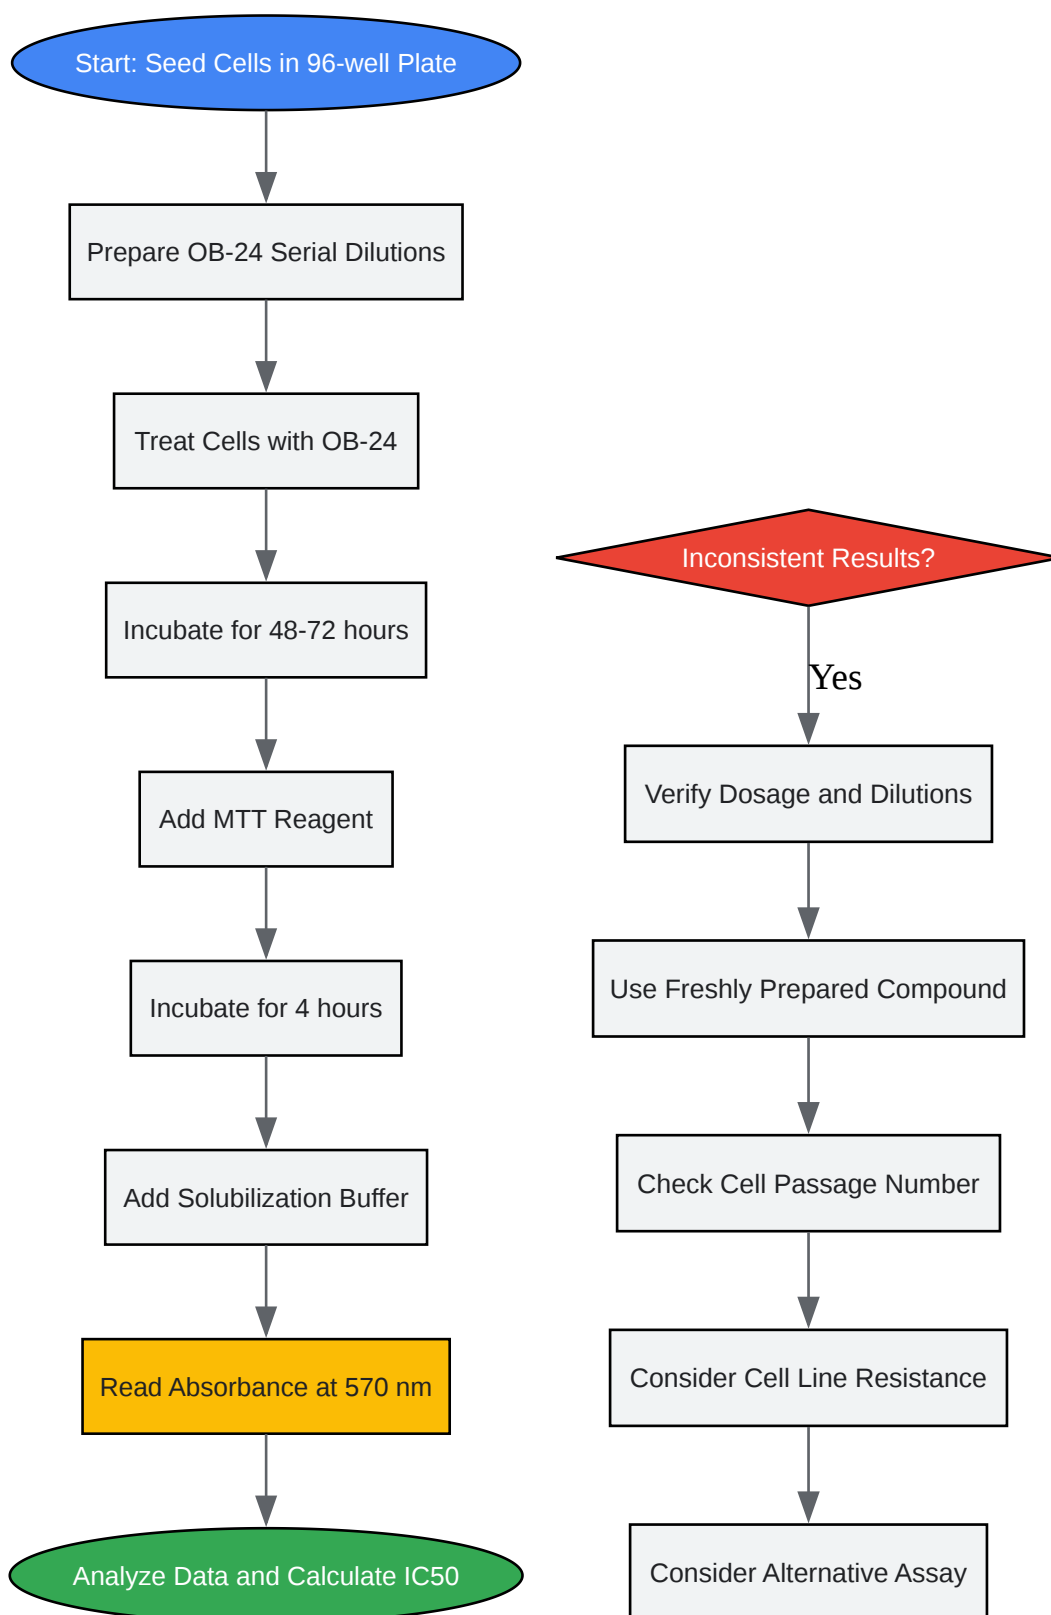 Start: Seed Cells in 96-well Plate
Prepare OB-24 Serial Dilutions
Treat Cells with OB-24
Incubate for 48-72 hours
Add MTT Reagent
Incubate for 4 hours
Add Solubilization Buffer
Read Absorbance at 570 nm
Analyze Data and Calculate IC50
Inconsistent Results?
Yes
Verify Dosage and Dilutions
Use Freshly Prepared Compound
Check Cell Passage Number
Consider Cell Line Resistance
Consider Alternative Assay